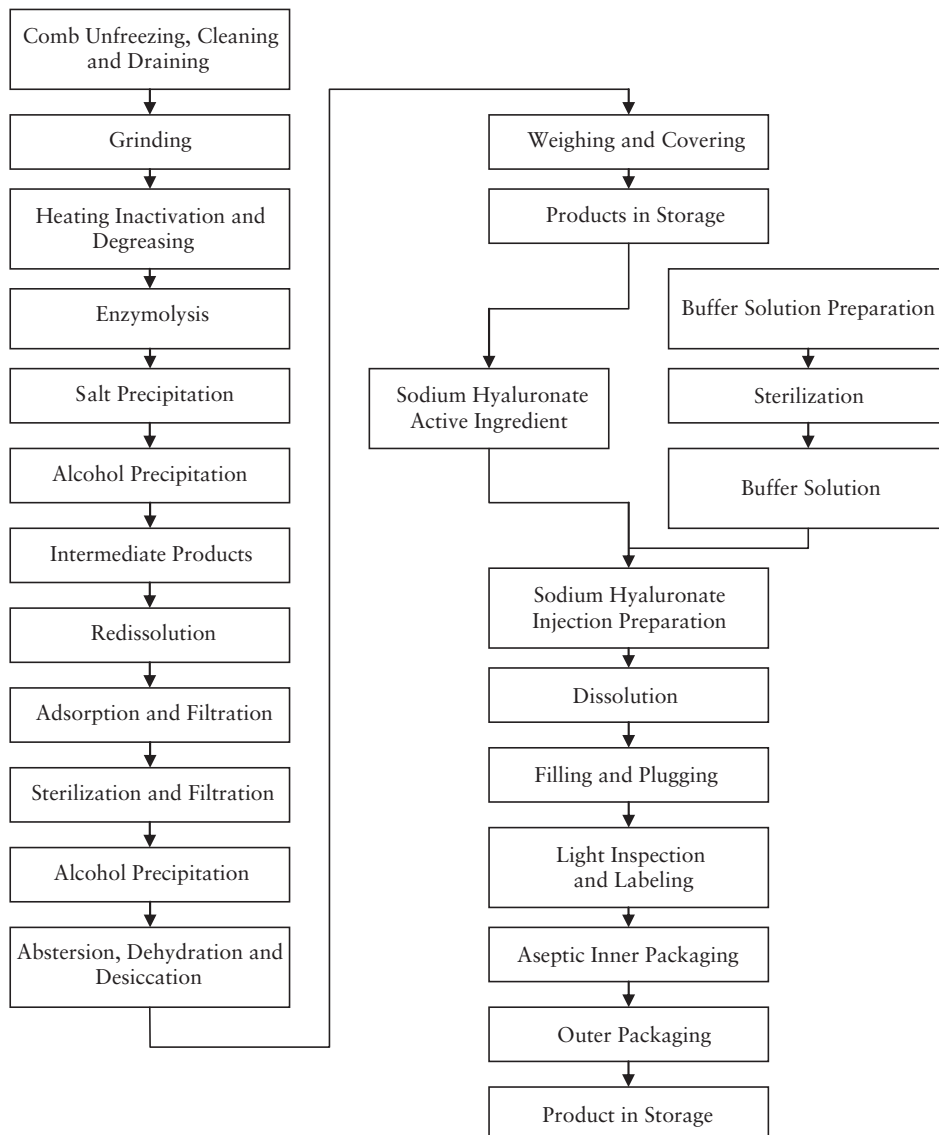 Comb Unfreezing, Cleaning
and Draining
Grinding
Heating Inactivation and
Degreasing
Enzymolysis
Salt Precipitation
Alcohol Precipitation
Intermediate Products
Redissolution
Adsorption and Filtration
Sterilization and Filtration
Alcohol Precipitation
Abstersion, Dehydration and
Desiccation
Weighing and Covering
Products in Storage
Sodium Hyaluronate
Active Ingredient
Buffer Solution Preparation
Sterilization
Buffer Solution
Sodium Hyaluronate
Injection Preparation
Dissolution
Filling and Plugging
Light Inspection
and Labeling
Aseptic Inner Packaging
Outer Packaging
Product in Storage